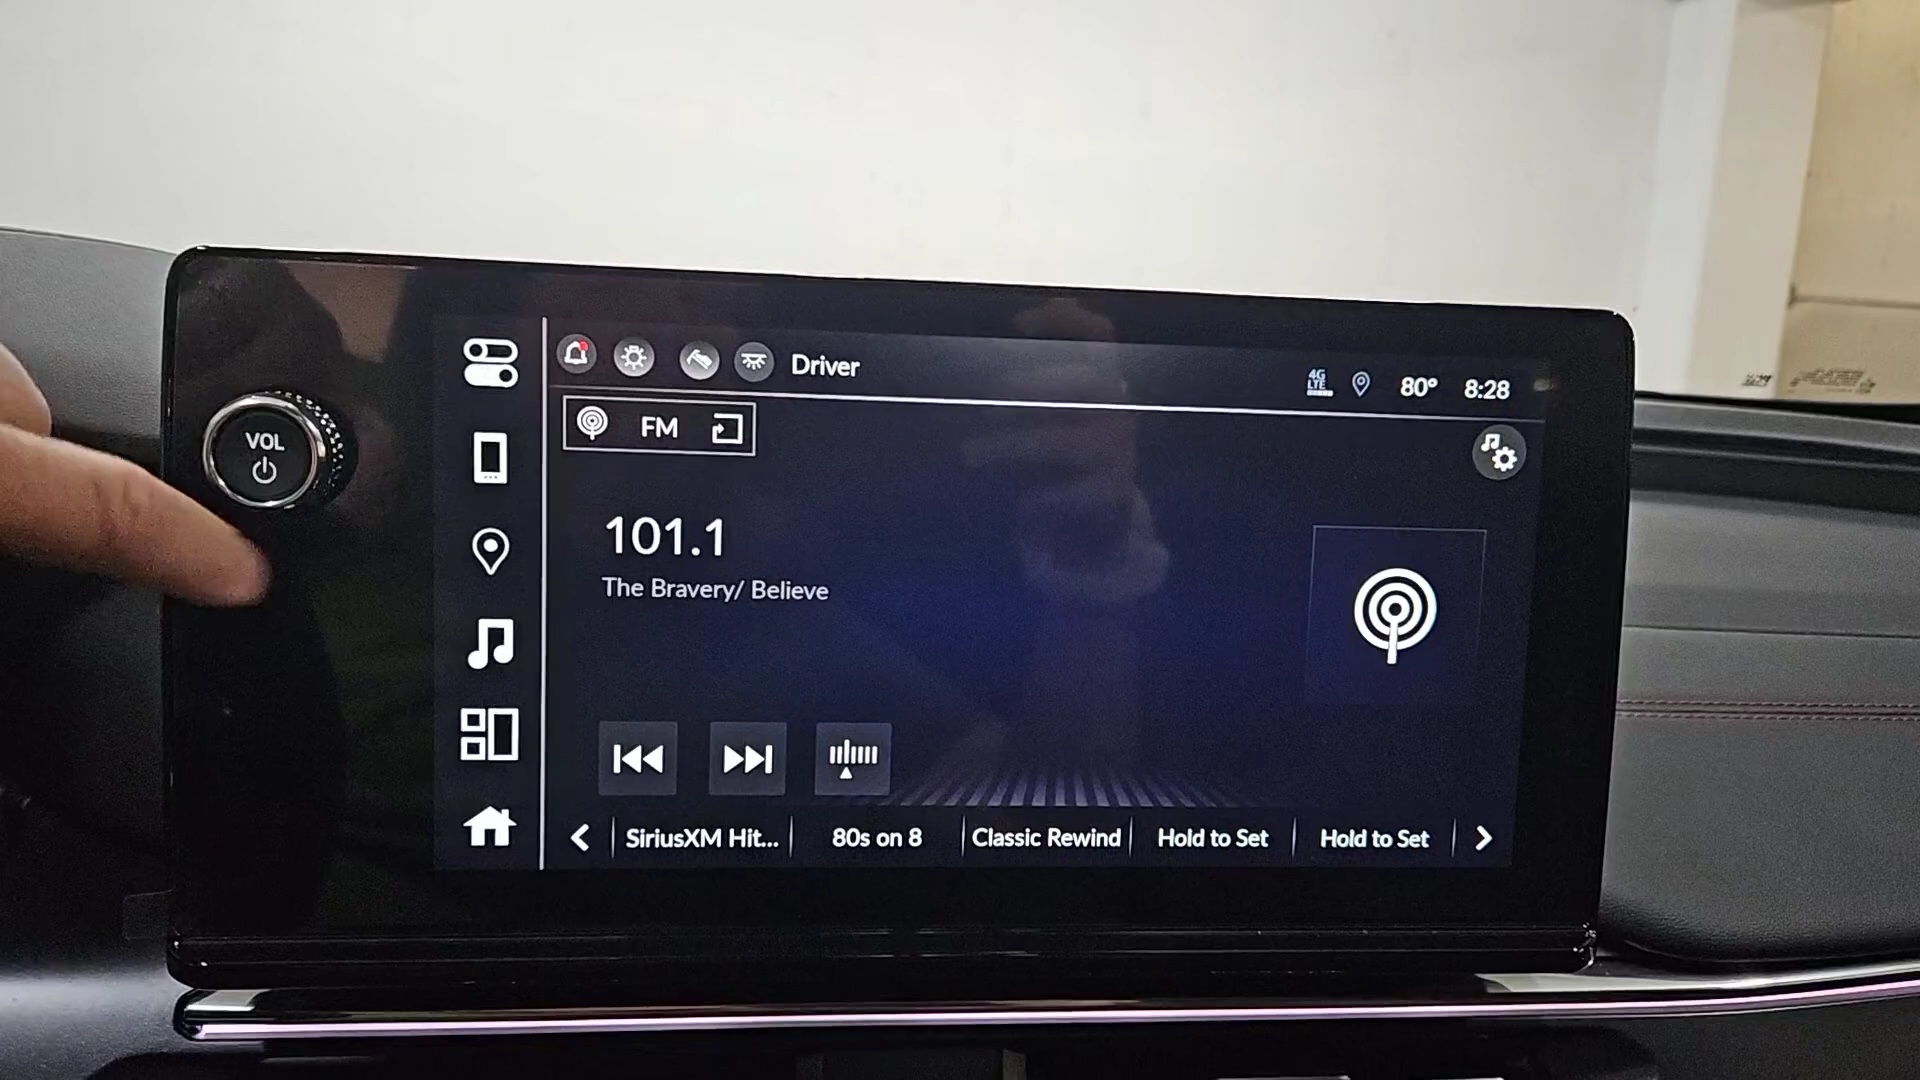 VOL
Driver
4G
LTE
80°
8:28
FM
101.1
The Bravery/ Believe
SiriusXM Hit...
80s on 8
Classic Rewind
Hold to Set
Hold to Set